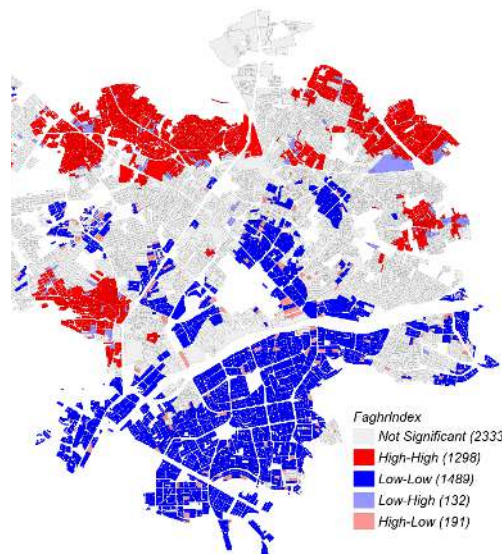 FaghrIndex
Not Significant (2333
High-High (1298)
Low-Low (1489)
Low-High (132)
High-Low (191)